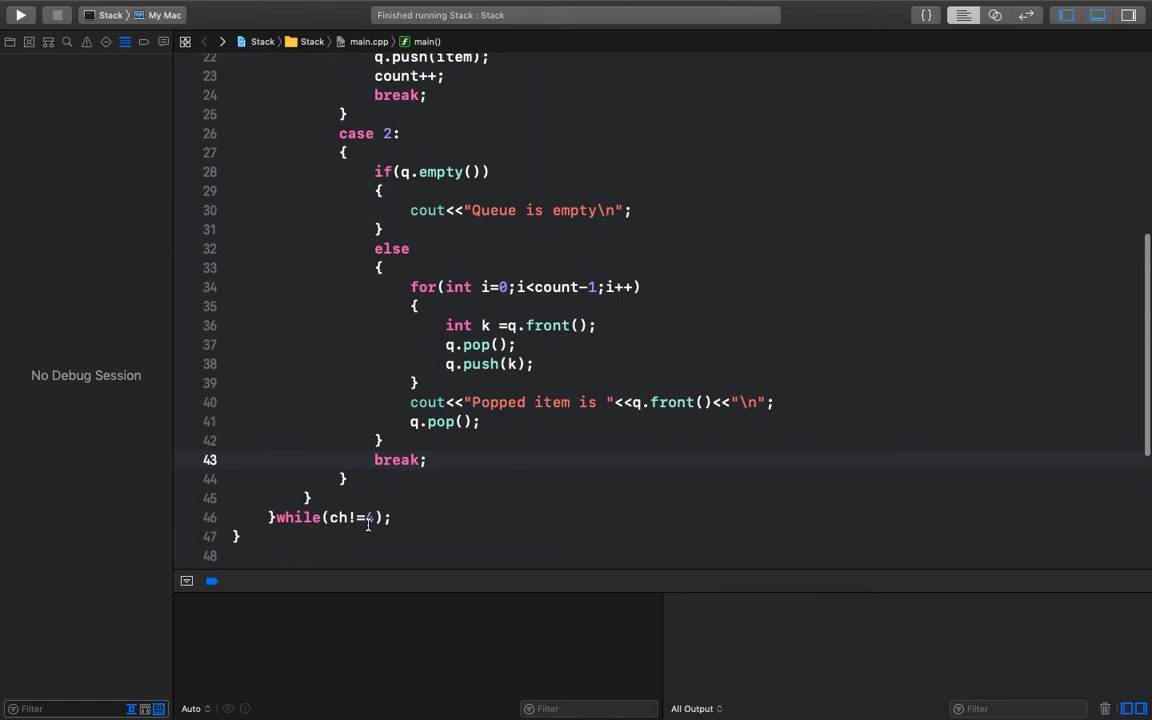 Stack 〉 My Mac
Finished running Stack : Stack
Stack 〉 Stack 〉 main.cpp 〉 main()
22 q.push(item);
23 count++;
24 break;
25 }
26 case 2:
27 {
28 if(q.empty())
29 {
30 cout<<"Queue is empty\n";
31 }
32 else
33 {
34 for(int i=0;i<count-1;i++)
35 {
36 int k =q.front();
37 q.pop();
38 q.push(k);
39 }
40 cout<<"Popped item is "<<q.front()<<"\n";
41 q.pop();
42 }
43 break;
44 }
45 }
46 }while(ch!=4);
47 }
48
No Debug Session
Filter
Auto
Filter
All Output
Filter